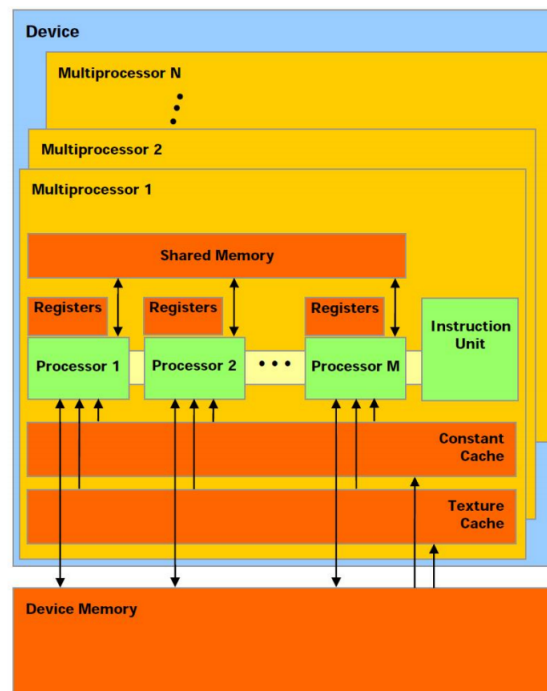 Device
Multiprocessor N
Multiprocessor 2
Multiprocessor 1
Shared Memory
Registers
Registers
Registers
Instruction
Unit
Processor 1
Processor 2
Processor M
Constant
Cache
Texture
Cache
Device Memory